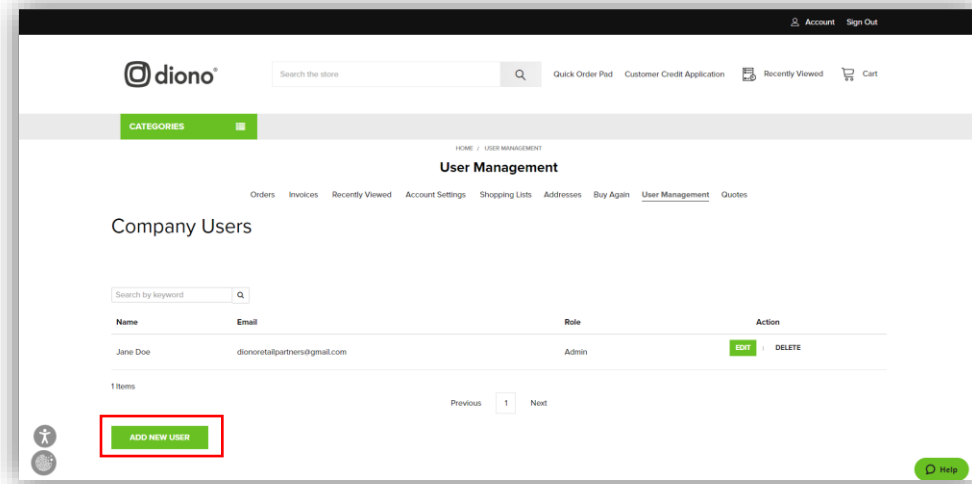 Account Sign Out
diono®
Search the store
Quick Order Pad Customer Credit Application Recently Viewed Cart
CATEGORIES
HOME / USER MANAGEMENT
User Management
Orders Invoices Recently Viewed Account Settings Shopping Lists Addresses Buy Again User Management Quotes
Company Users
Search by keyword
Name Email Role Action
Jane Doe dionoretailpartners@gmail.com Admin EDIT | DELETE
1 Items
Previous 1 Next
ADD NEW USER
Help